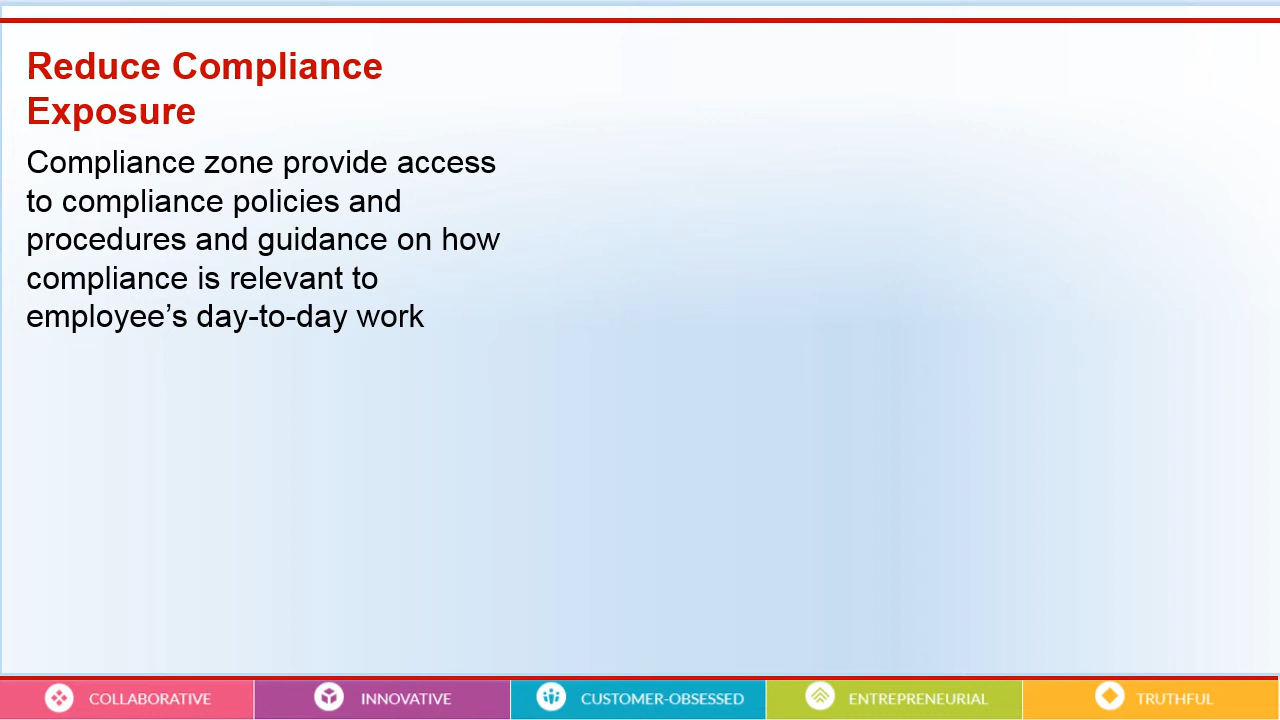 Reduce Compliance
Exposure
Compliance zone provide access
to compliance policies and
procedures and guidance on how
compliance is relevant to
employee’s day-to-day work
COLLABORATIVE
INNOVATIVE
CUSTOMER-OBSESSED
ENTREPRENEURIAL
TRUTHFUL